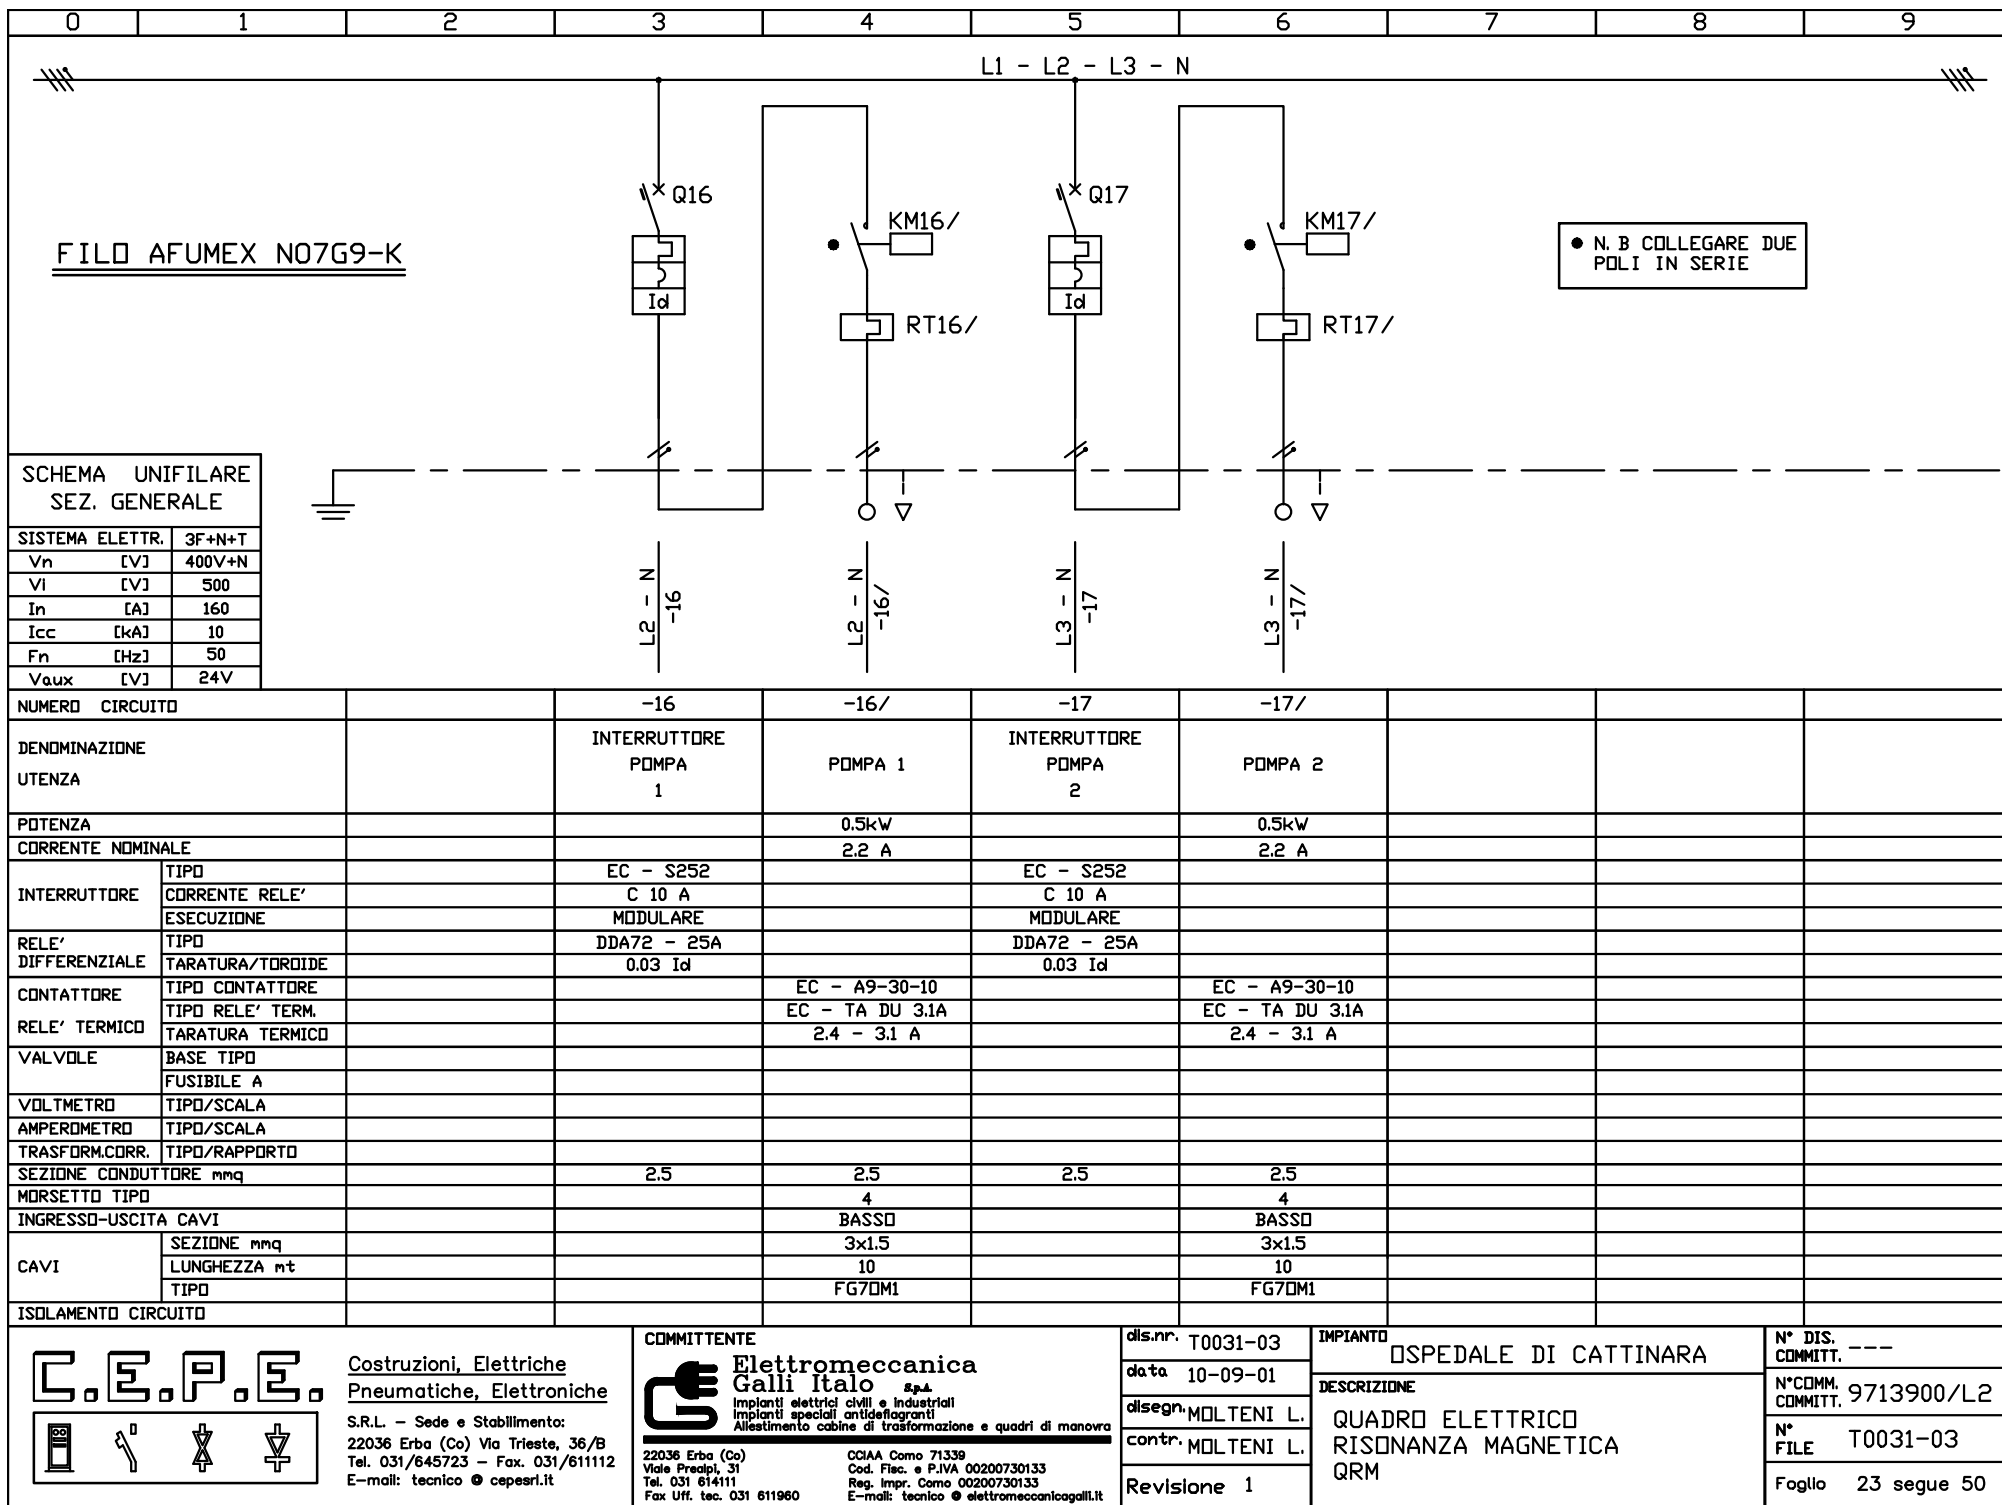 0 1 2 3 4 5 6 7 8 9
L1 - L2 - L3 - N
Q16
KM16/
Q17
KM17/
FILO AFUMEX NO7G9-K
● N. B COLLEGARE DUE
POLI IN SERIE
Id
RT16/
Id
RT17/
SCHEMA UNIFILARE
SEZ. GENERALE
SISTEMA ELETTR. 3F+N+T
Vn [V] 400V+N
Vi [V] 500
In [A] 160
Icc [kA] 10
Fn [Hz] 50
Vaux [V] 24V
L2 - N
-16
L2 - N
-16/
L3 - N
-17
L3 - N
-17/
NUMERO CIRCUITO -16 -16/ -17 -17/
DENOMINAZIONE
UTENZA
INTERRUTTORE
POMPA
1
POMPA 1
INTERRUTTORE
POMPA
2
POMPA 2
POTENZA 0.5kW 0.5kW
CORRENTE NOMINALE 2.2 A 2.2 A
INTERRUTTORE
TIPO EC - S252 EC - S252
CORRENTE RELE' C 10 A C 10 A
ESECUZIONE MODULARE MODULARE
RELE'
DIFFERENZIALE
TIPO DDA72 - 25A DDA72 - 25A
TARATURA/TOROIDE 0.03 Id 0.03 Id
CONTATTORE
RELE' TERMICO
TIPO CONTATTORE EC - A9-30-10 EC - A9-30-10
TIPO RELE' TERM. EC - TA DU 3.1A EC - TA DU 3.1A
TARATURA TERMICO 2.4 - 3.1 A 2.4 - 3.1 A
VALVOLE
BASE TIPO
FUSIBILE A
VOLTMETRO TIPO/SCALA
AMPEROMETRO TIPO/SCALA
TRASFORM.CORR. TIPO/RAPPORTO
SEZIONE CONDUTTORE mmq 2.5 2.5 2.5 2.5
MORSETTO TIPO 4 4
INGRESSO-USCITA CAVI BASSO BASSO
CAVI
SEZIONE mmq 3x1.5 3x1.5
LUNGHEZZA mt 10 10
TIPO FG7OM1 FG7OM1
ISOLAMENTO CIRCUITO
C.E.P.E.
Costruzioni, Elettriche
Pneumatiche, Elettroniche
S.R.L. - Sede e Stabilimento:
22036 Erba (Co) Via Trieste, 36/B
Tel. 031/645723 - Fax. 031/611112
E-mail: tecnico @ cepesrl.it
COMMITTENTE
Elettromeccanica
Galli Italo S.p.A.
Impianti elettrici civili e industriali
Impianti speciali antideflagranti
Allestimento cabine di trasformazione e quadri di manovra
22036 Erba (Co)
Viale Prealpi, 31
Tel. 031 614111
Fax Uff. tec. 031 611960
CCIAA Como 71339
Cod. Fisc. e P.IVA 00200730133
Reg. Impr. Como 00200730133
E-mail: tecnico @ elettromeccanicagalli.it
dis.nr. T0031-03
data 10-09-01
disegn. MOLTENI L.
contr. MOLTENI L.
Revisione 1
IMPIANTO
OSPEDALE DI CATTINARA
DESCRIZIONE
QUADRO ELETTRICO
RISONANZA MAGNETICA
QRM
N° DIS.
COMMITT. ---
N°COMM.
COMMITT. 9713900/L2
N°
FILE T0031-03
Foglio 23 segue 50